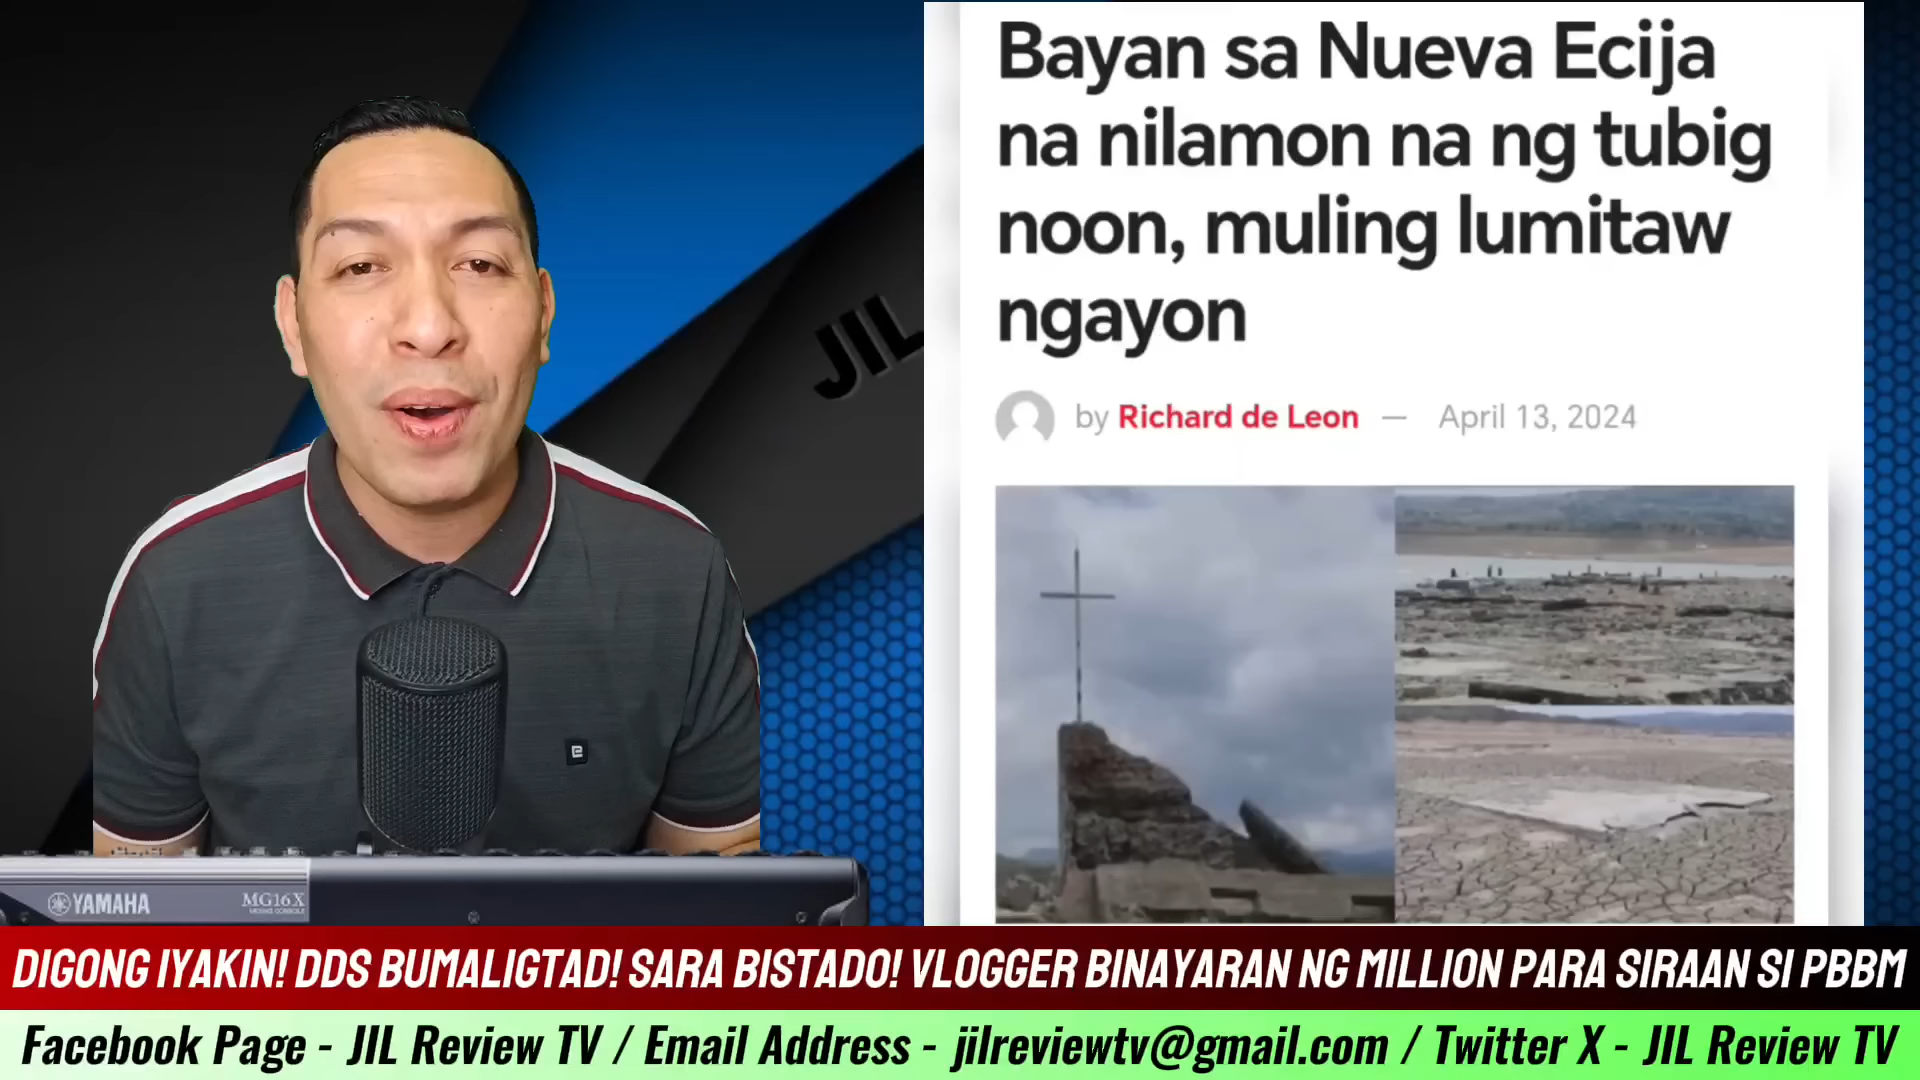 Bayan sa Nueva Ecija
na nilamon na ng tubig
noon, muling lumitaw
ngayon
by Richard de Leon — April 13, 2024
JIL
e
YAMAHA MG16X
MIXING CONSOLE
DIGONG IYAKIN! DDS BUMALIGTAD! SARA BISTADO! VLOGGER BINAYARAN NG MILLION PARA SIRAAN SI PBBM
Facebook Page - JIL Review TV / Email Address - jilreviewtv@gmail.com / Twitter X - JIL Review TV